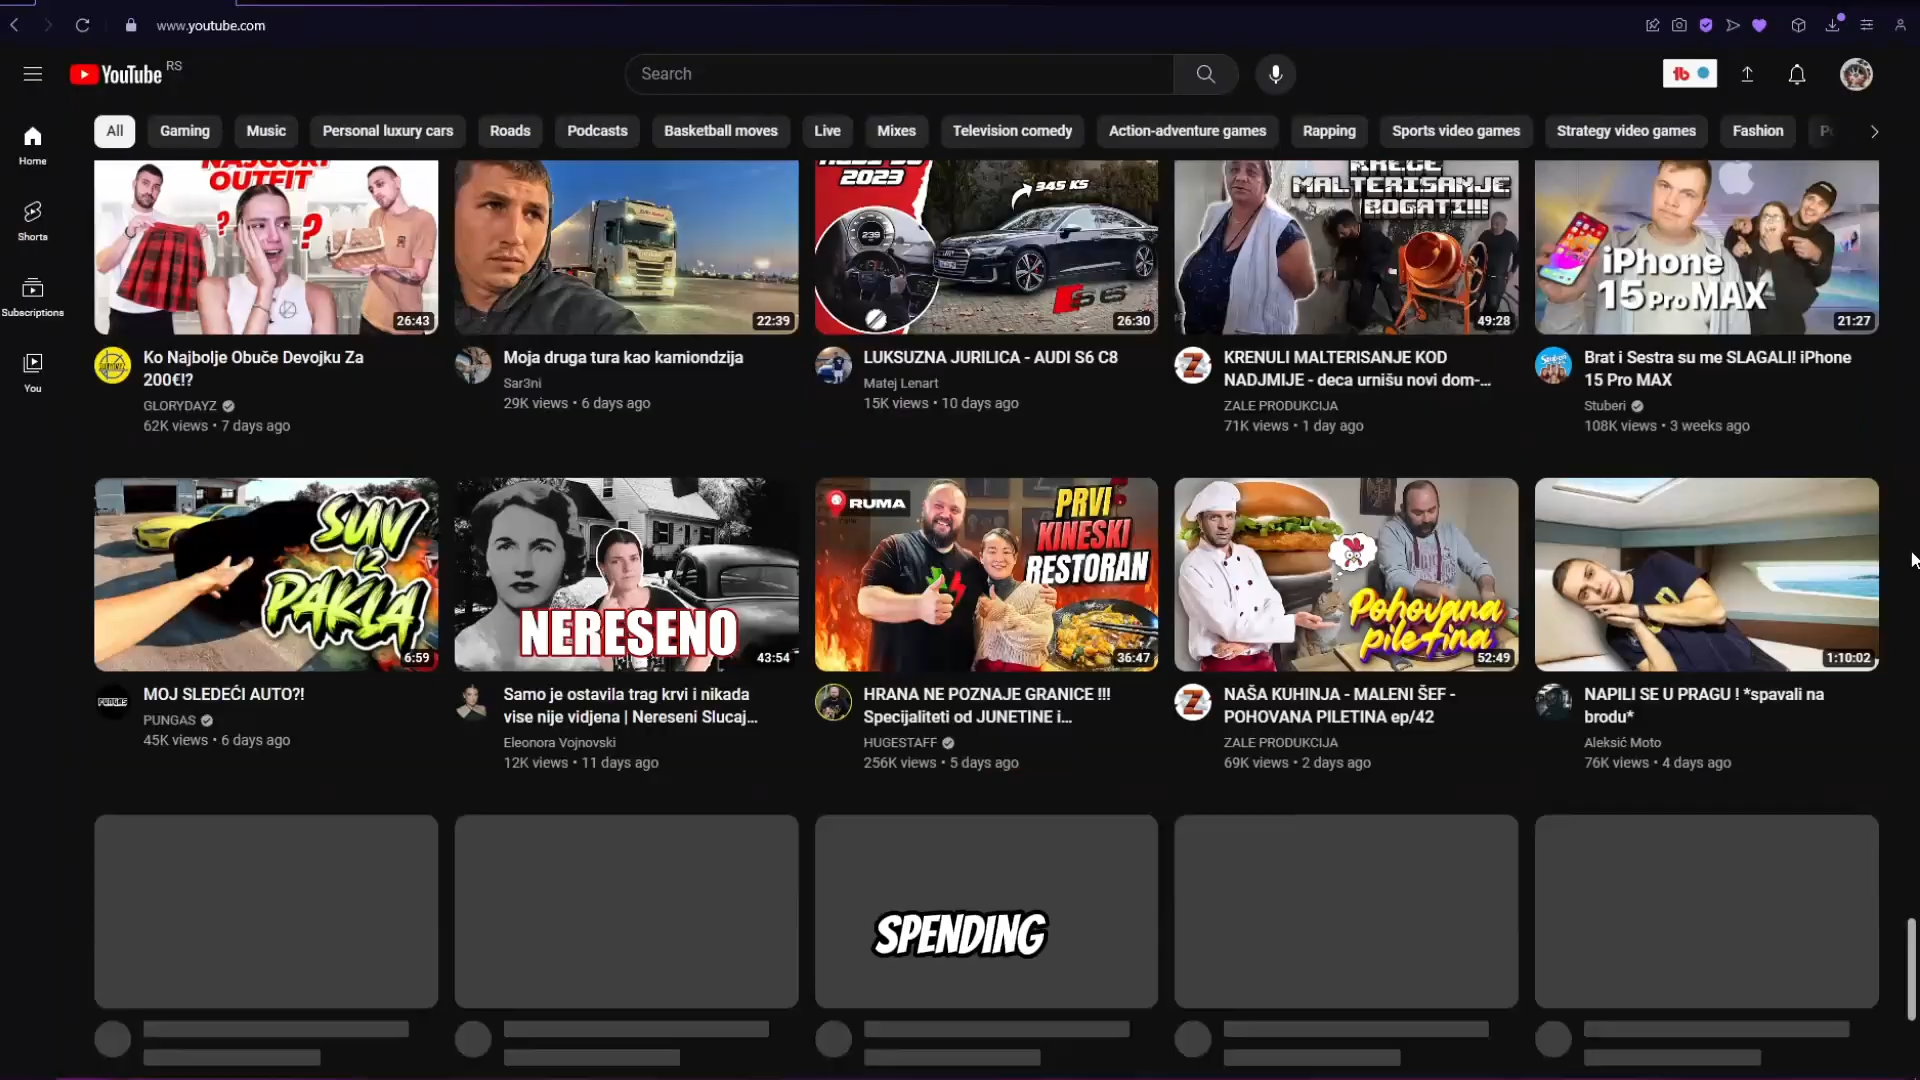 www.youtube.com
YouTube RS
Search
tb
All
Gaming
Music
Personal luxury cars
Roads
Podcasts
Basketball moves
Live
Mixes
Television comedy
Action-adventure games
Rapping
Sports video games
Strategy video games
Fashion
Home
Shorts
Subscriptions
You
OUTFIT
? ?
26:43
22:39
2023
345 KS
239
S6
26:30
KREĆE
MALTERISANJE
BOGATI!!!
49:28
iPhone
15 Pro MAX
21:27
Ko Najbolje Obuče Devojku Za
200€!?
GLORYDAYZ
62K views • 7 days ago
Moja druga tura kao kamiondzija
Sar3ni
29K views • 6 days ago
LUKSUZNA JURILICA - AUDI S6 C8
Matej Lenart
15K views • 10 days ago
KRENULI MALTERISANJE KOD
NADJMIJE - deca urnišu novi dom-...
ZALE PRODUKCIJA
71K views • 1 day ago
Brat i Sestra su me SLAGALI! iPhone
15 Pro MAX
Stuberi
108K views • 3 weeks ago
SUV
IZ
PAKLA
6:59
NERESENO
43:54
RUMA
PRVI
KINESKI
RESTORAN
36:47
Pohovana
piletina
52:49
1:10:02
MOJ SLEDEĆI AUTO?!
PUNGAS
PUNGAS
45K views • 6 days ago
Samo je ostavila trag krvi i nikada
vise nije vidjena | Nereseni Slucaj...
Eleonora Vojnovski
12K views • 11 days ago
HRANA NE POZNAJE GRANICE !!!
Specijaliteti od JUNETINE i...
HUGESTAFF
256K views • 5 days ago
NAŠA KUHINJA - MALENI ŠEF -
POHOVANA PILETINA ep/42
ZALE PRODUKCIJA
69K views • 2 days ago
NAPILI SE U PRAGU ! *spavali na
brodu*
Aleksić Moto
76K views • 4 days ago
SPENDING